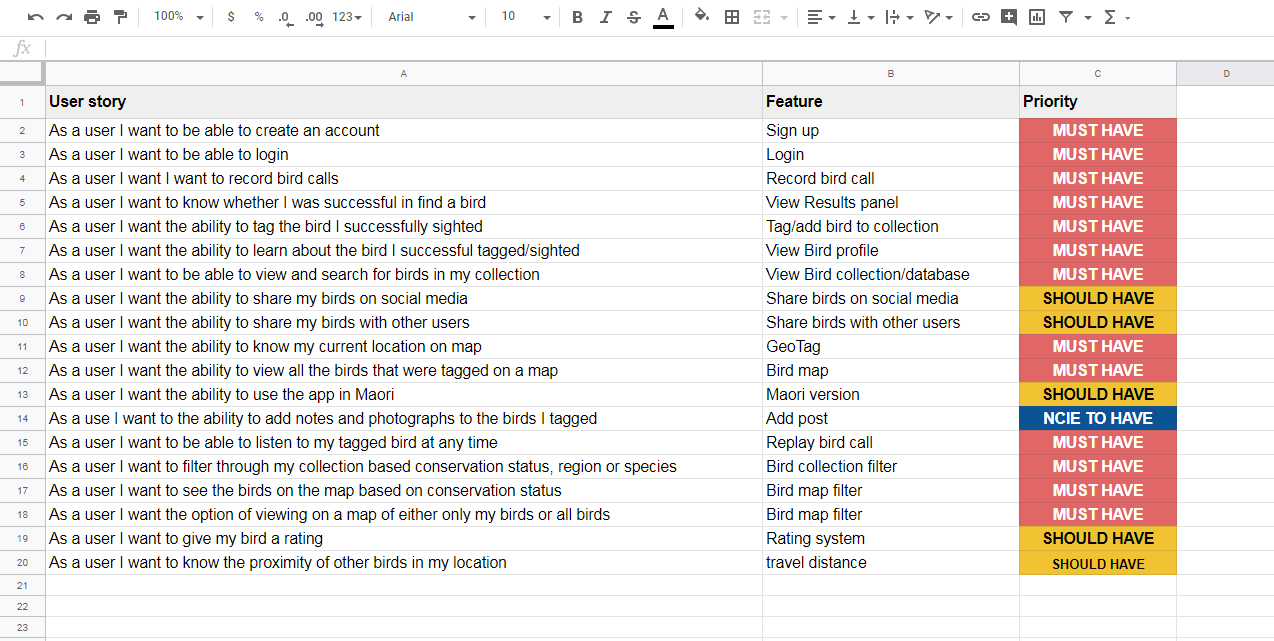 100% $ % .0 .00 123 Arial 10 B I S A
fx
A B C D
1 User story Feature Priority
2 As a user I want to be able to create an account Sign up MUST HAVE
3 As a user I want to be able to login Login MUST HAVE
4 As a user I want I want to record bird calls Record bird call MUST HAVE
5 As a user I want to know whether I was successful in find a bird View Results panel MUST HAVE
6 As a user I want the ability to tag the bird I successfully sighted Tag/add bird to collection MUST HAVE
7 As a user I want the ability to learn about the bird I successful tagged/sighted View Bird profile MUST HAVE
8 As a user I want to be able to view and search for birds in my collection View Bird collection/database MUST HAVE
9 As a user I want the ability to share my birds on social media Share birds on social media SHOULD HAVE
10 As a user I want the ability to share my birds with other users Share birds with other users SHOULD HAVE
11 As a user I want the ability to know my current location on map GeoTag MUST HAVE
12 As a user I want the ability to view all the birds that were tagged on a map Bird map MUST HAVE
13 As a user I want the ability to use the app in Maori Maori version SHOULD HAVE
14 As a use I want to the ability to add notes and photographs to the birds I tagged Add post NCIE TO HAVE
15 As a user I want to be able to listen to my tagged bird at any time Replay bird call MUST HAVE
16 As a user I want to filter through my collection based conservation status, region or species Bird collection filter MUST HAVE
17 As a user I want to see the birds on the map based on conservation status Bird map filter MUST HAVE
18 As a user I want the option of viewing on a map of either only my birds or all birds Bird map filter MUST HAVE
19 As a user I want to give my bird a rating Rating system SHOULD HAVE
20 As a user I want to know the proximity of other birds in my location travel distance SHOULD HAVE
21
22
23